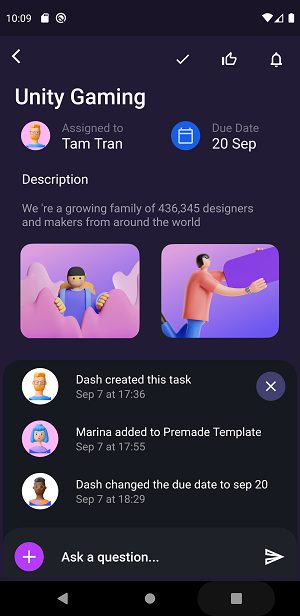 10:09
Unity Gaming
Assigned to
Tam Tran
Due Date
20 Sep
Description
We 're a growing family of 436,345 designers
and makers from around the world
Dash created this task
Sep 7 at 17:36
Marina added to Premade Template
Sep 7 at 17:55
Dash changed the due date to sep 20
Sep 7 at 18:29
Ask a question...